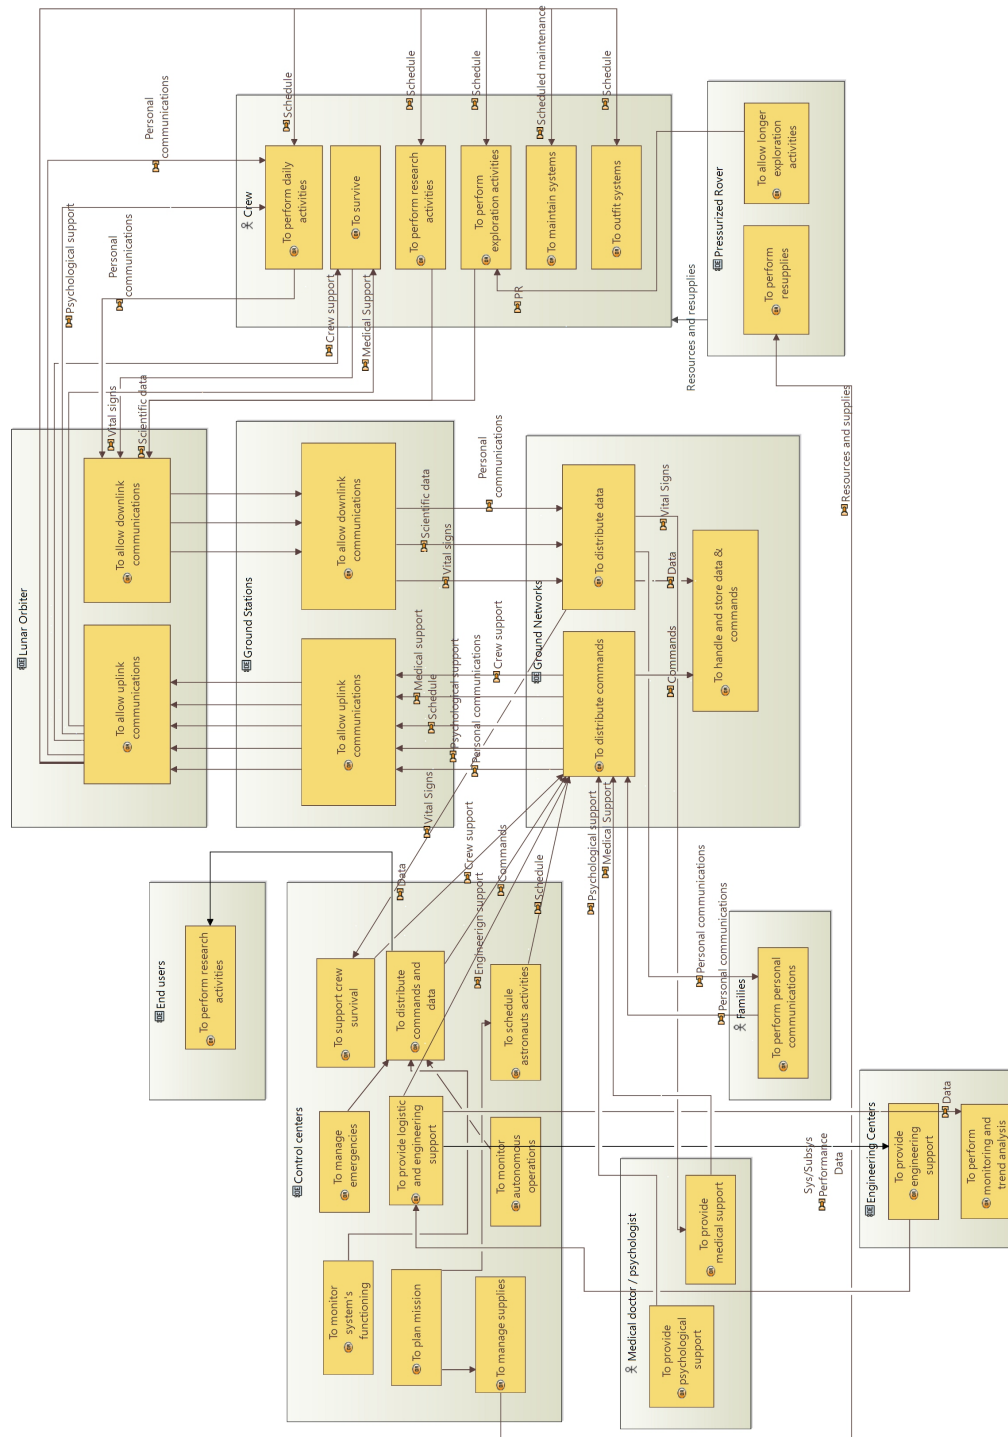 Lunar Orbiter
To allow uplink
communications
To allow downlink
communications
Psychological support
Personal
communications
Personal
communications
Vital signs
Scientific data
Crew support
Medical Support
Crew
To perform daily
activities
To survive
To perform research
activities
To perform
exploration activities
To maintain systems
To outfit systems
Schedule
Schedule
Schedule
Scheduled maintenance
Schedule
PR
Resources and resupplies
Pressurized Rover
To perform
resupplies
To allow longer
exploration
activities
Resources and supplies
Ground Stations
To allow uplink
communications
To allow downlink
communications
Personal
communications
Scientific data
Vital signs
Crew support
Medical support
Schedule
Psychological support
Personal communications
Ground Networks
To distribute commands
To distribute data
To handle and store data &
commands
Vital Signs
Data
Commands
End users
To perform research
activities
Data
Vital Signs
Crew support
Commands
Engineerign support
Schedule
Psychological support
Medical Support
Control centers
To support crew
survival
To distribute
commands and
data
To schedule
astronauts activities
To manage
emergencies
To provide logistic
and engineering
support
To monitor
autonomous
operations
To monitor
system's
functioning
To plan mission
To manage supplies
Medical doctor / psychologist
To provide
psychological
support
To provide
medical support
Personal communications
Personal communications
Families
To perform personal
communications
Sys/Subsys
Performance
Data
Engineering Centers
To provide
engineering
support
Data
To perform
monitoring and
trend analysis